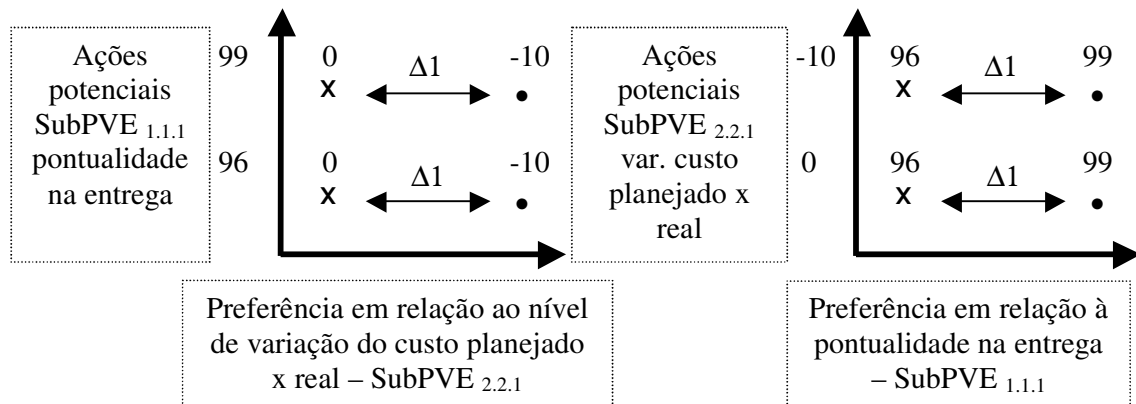 Ações
potenciais
SubPVE 1.1.1
pontualidade
na entrega
99
0
x
Δ1
-10
•
96
0
x
Δ1
-10
•
Preferência em relação ao nível
de variação do custo planejado
x real – SubPVE 2.2.1
Ações
potenciais
SubPVE 2.2.1
var. custo
planejado x
real
-10
96
x
Δ1
99
•
0
96
x
Δ1
99
•
Preferência em relação à
pontualidade na entrega
– SubPVE 1.1.1